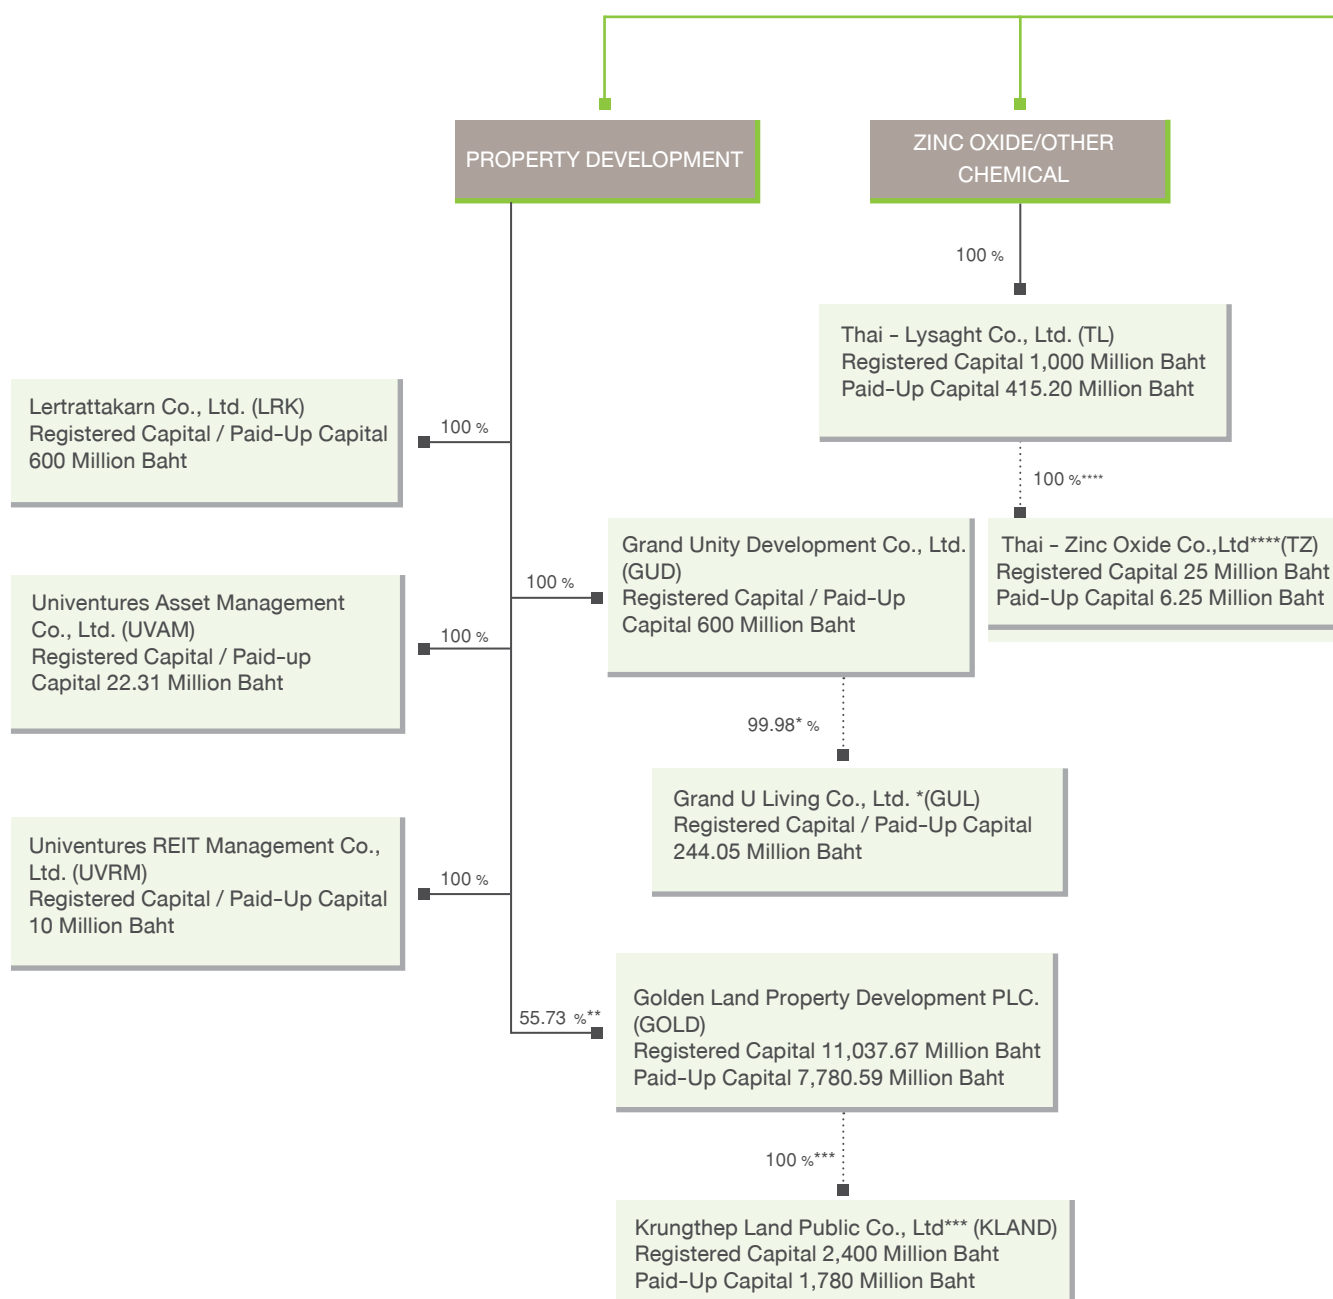 PROPERTY DEVELOPMENT
ZINC OXIDE/OTHER
CHEMICAL
100 %
Thai - Lysaght Co., Ltd. (TL)
Registered Capital 1,000 Million Baht
Paid-Up Capital 415.20 Million Baht
Lertrattakarn Co., Ltd. (LRK)
Registered Capital / Paid-Up Capital
600 Million Baht
100 %
100 %****
Grand Unity Development Co., Ltd.
(GUD)
Registered Capital / Paid-Up
Capital 600 Million Baht
100 %
Thai - Zinc Oxide Co.,Ltd****(TZ)
Registered Capital 25 Million Baht
Paid-Up Capital 6.25 Million Baht
Univentures Asset Management
Co., Ltd. (UVAM)
Registered Capital / Paid-up
Capital 22.31 Million Baht
100 %
99.98* %
Grand U Living Co., Ltd. *(GUL)
Registered Capital / Paid-Up Capital
244.05 Million Baht
Univentures REIT Management Co.,
Ltd. (UVRM)
Registered Capital / Paid-Up Capital
10 Million Baht
100 %
55.73 %**
Golden Land Property Development PLC.
(GOLD)
Registered Capital 11,037.67 Million Baht
Paid-Up Capital 7,780.59 Million Baht
100 %***
Krungthep Land Public Co., Ltd*** (KLAND)
Registered Capital 2,400 Million Baht
Paid-Up Capital 1,780 Million Baht